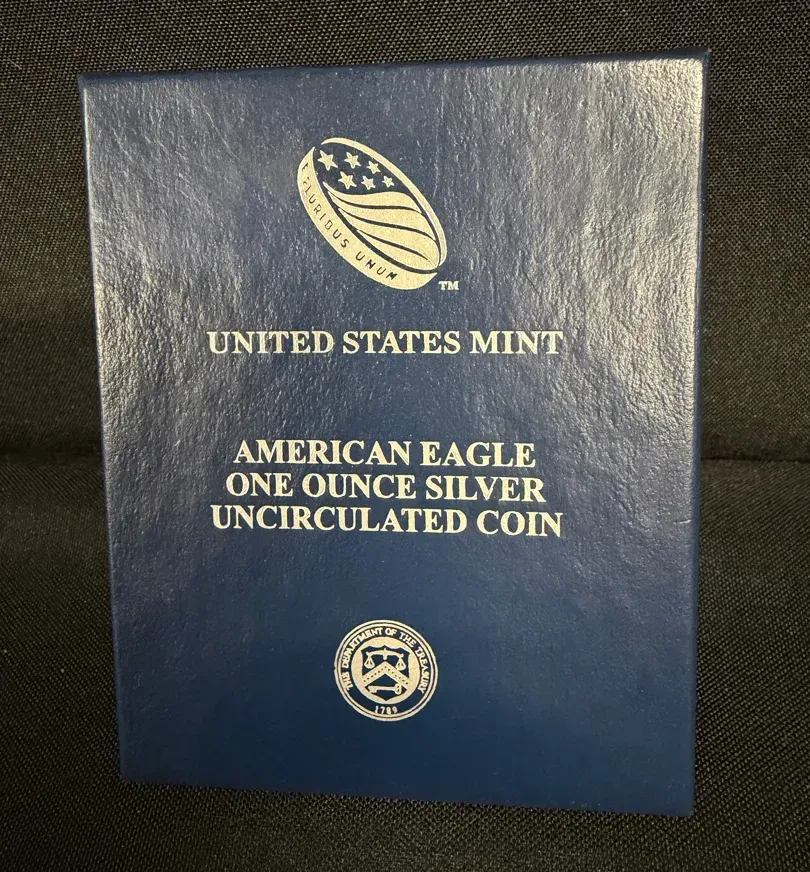 E PLURIBUS UNUM
TM
UNITED STATES MINT
AMERICAN EAGLE
ONE OUNCE SILVER
UNCIRCULATED COIN
THE DEPARTMENT OF THE TREASURY
1789